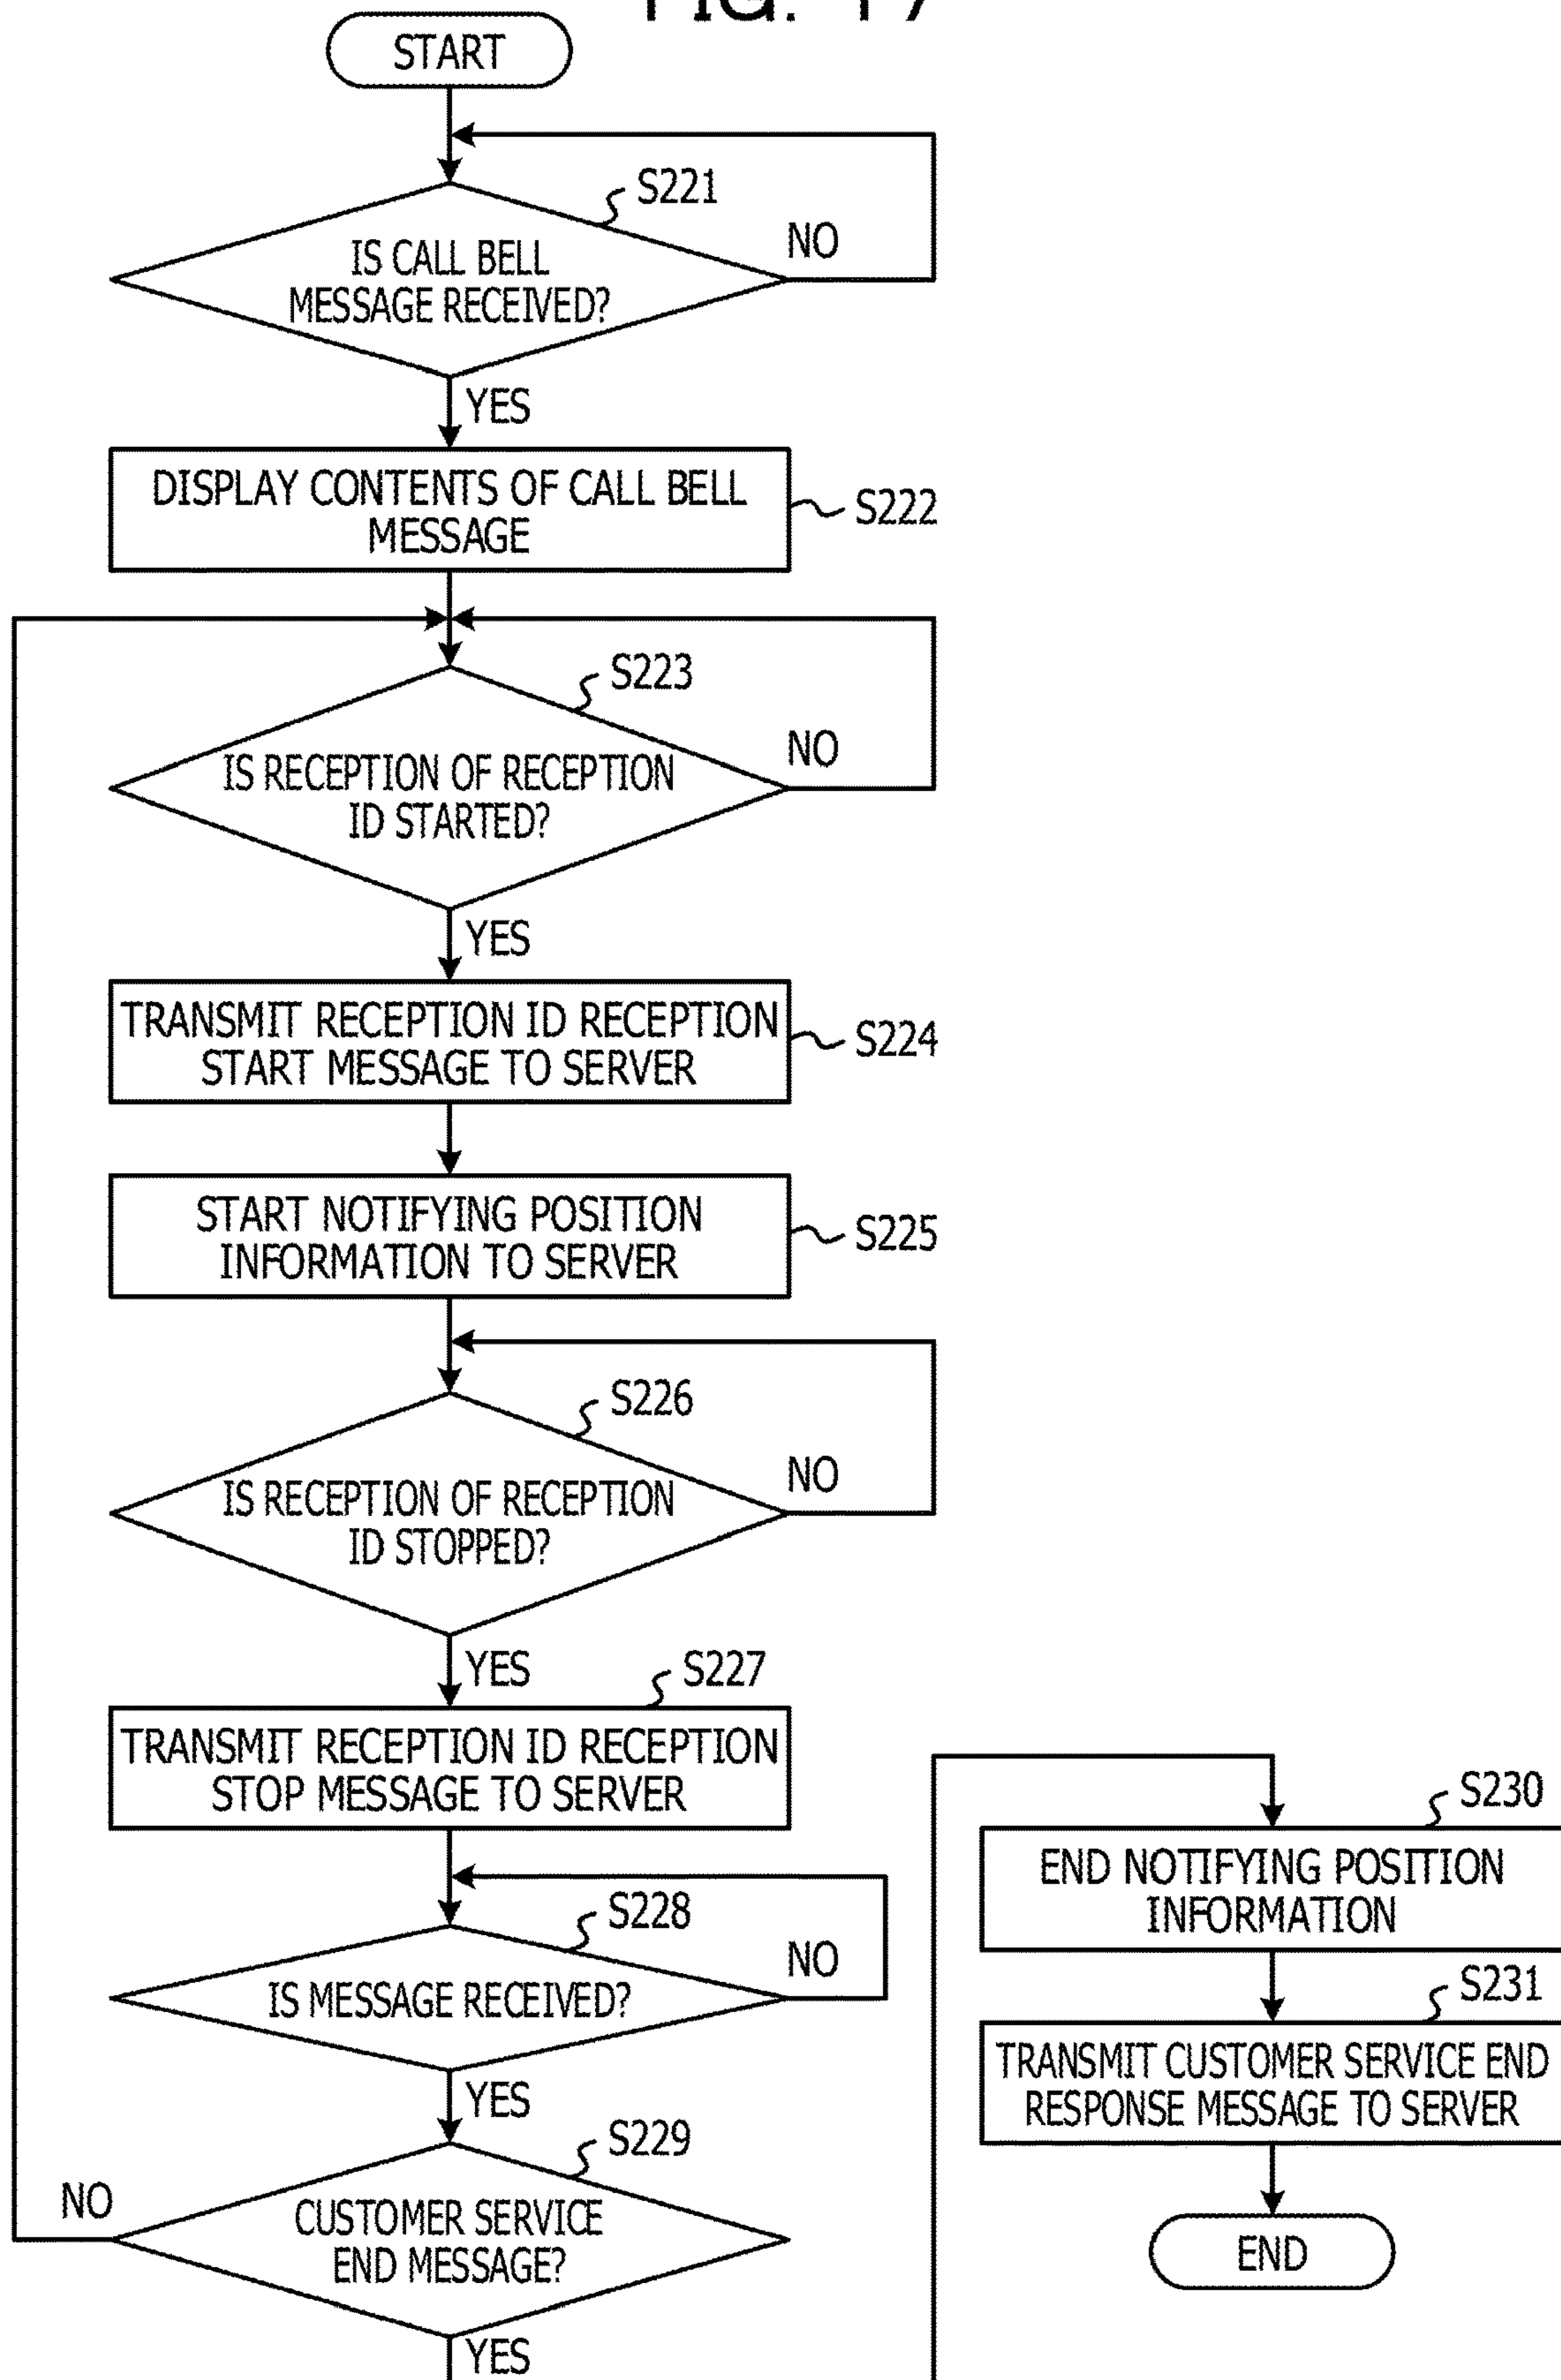 START
S221
IS CALL BELL
MESSAGE RECEIVED?
NO
YES
DISPLAY CONTENTS OF CALL BELL
MESSAGE
S222
S223
IS RECEPTION OF RECEPTION
ID STARTED?
NO
YES
TRANSMIT RECEPTION ID RECEPTION
START MESSAGE TO SERVER
S224
START NOTIFYING POSITION
INFORMATION TO SERVER
S225
S226
IS RECEPTION OF RECEPTION
ID STOPPED?
NO
YES
S227
TRANSMIT RECEPTION ID RECEPTION
STOP MESSAGE TO SERVER
S228
IS MESSAGE RECEIVED?
NO
YES
S229
CUSTOMER SERVICE
END MESSAGE?
NO
YES
S230
END NOTIFYING POSITION
INFORMATION
S231
TRANSMIT CUSTOMER SERVICE END
RESPONSE MESSAGE TO SERVER
END